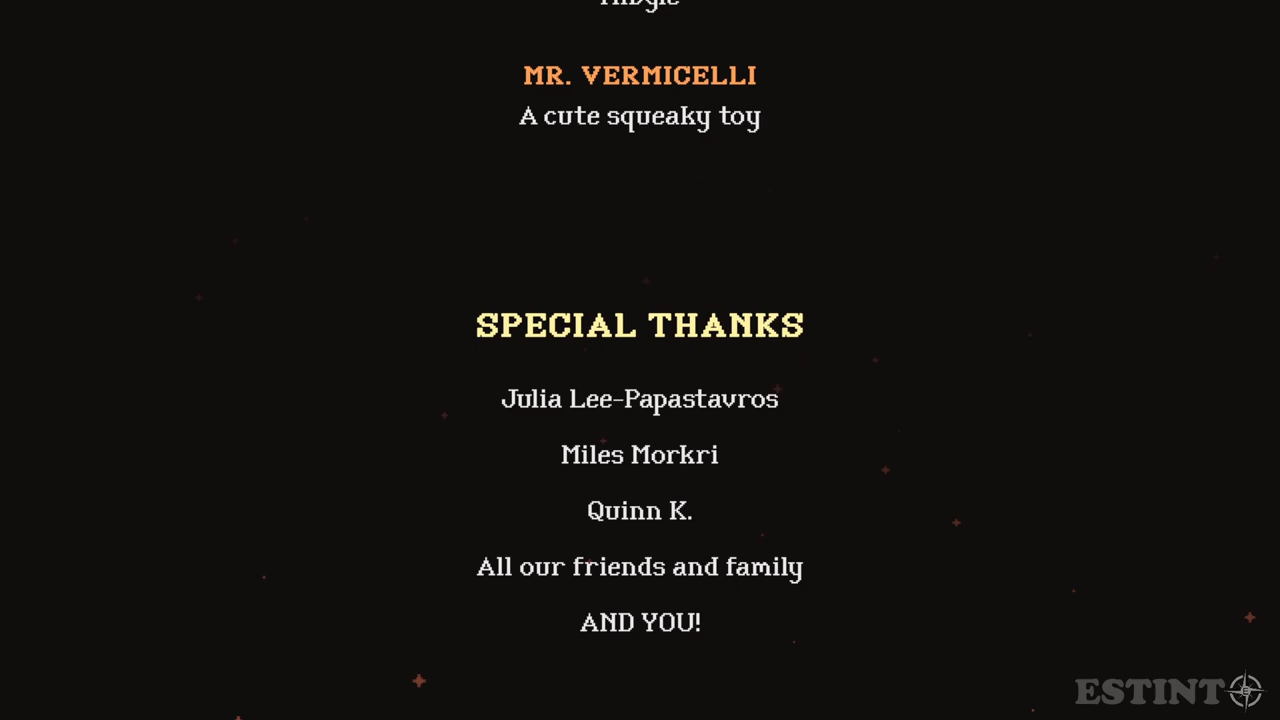 MR. VERMICELLI
A cute squeaky toy
SPECIAL THANKS
Julia Lee-Papastavros
Miles Morkri
Quinn K.
All our friends and family
AND YOU!
ESTINTO